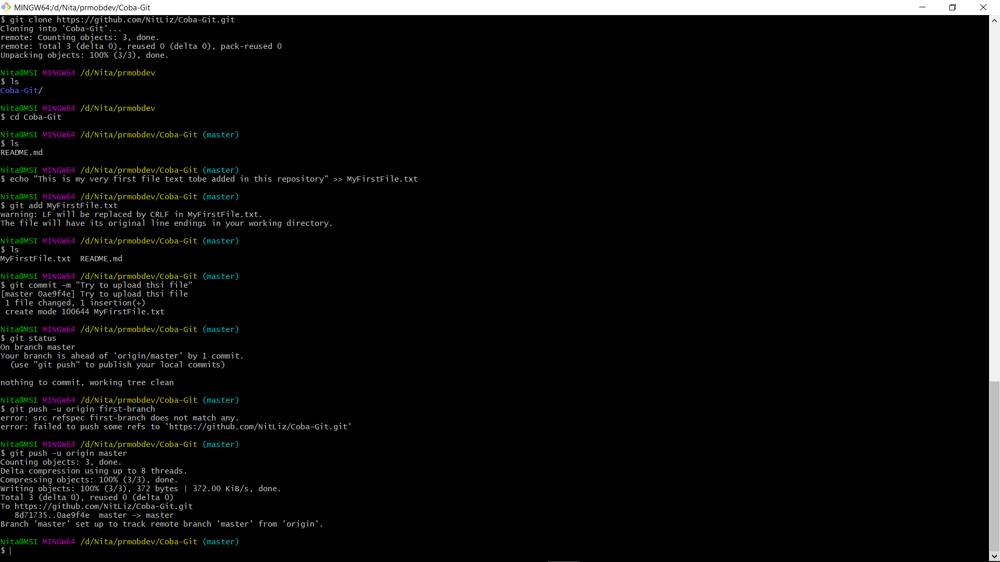 MINGW64:/d/Nita/prmobdev/Coba-Git
$ git clone https://github.com/NitLiz/Coba-Git.git
Cloning into 'Coba-Git'...
remote: Counting objects: 3, done.
remote: Total 3 (delta 0), reused 0 (delta 0), pack-reused 0
Unpacking objects: 100% (3/3), done.
Nita@MSI MINGW64 /d/Nita/prmobdev
$ ls
Coba-Git/
Nita@MSI MINGW64 /d/Nita/prmobdev
$ cd Coba-Git
Nita@MSI MINGW64 /d/Nita/prmobdev/Coba-Git (master)
$ ls
README.md
Nita@MSI MINGW64 /d/Nita/prmobdev/Coba-Git (master)
$ echo "This is my very first file text tobe added in this repository" >> MyFirstFile.txt
Nita@MSI MINGW64 /d/Nita/prmobdev/Coba-Git (master)
$ git add MyFirstFile.txt
warning: LF will be replaced by CRLF in MyFirstFile.txt.
The file will have its original line endings in your working directory.
Nita@MSI MINGW64 /d/Nita/prmobdev/Coba-Git (master)
$ ls
MyFirstFile.txt  README.md
Nita@MSI MINGW64 /d/Nita/prmobdev/Coba-Git (master)
$ git commit -m "Try to upload thsi file"
[master 0ae9f4e] Try to upload thsi file
 1 file changed, 1 insertion(+)
 create mode 100644 MyFirstFile.txt
Nita@MSI MINGW64 /d/Nita/prmobdev/Coba-Git (master)
$ git status
On branch master
Your branch is ahead of 'origin/master' by 1 commit.
  (use "git push" to publish your local commits)
nothing to commit, working tree clean
Nita@MSI MINGW64 /d/Nita/prmobdev/Coba-Git (master)
$ git push -u origin first-branch
error: src refspec first-branch does not match any.
error: failed to push some refs to 'https://github.com/NitLiz/Coba-Git.git'
Nita@MSI MINGW64 /d/Nita/prmobdev/Coba-Git (master)
$ git push -u origin master
Counting objects: 3, done.
Delta compression using up to 8 threads.
Compressing objects: 100% (3/3), done.
Writing objects: 100% (3/3), 372 bytes | 372.00 KiB/s, done.
Total 3 (delta 0), reused 0 (delta 0)
To https://github.com/NitLiz/Coba-Git.git
   8d71735..0ae9f4e  master -> master
Branch 'master' set up to track remote branch 'master' from 'origin'.
Nita@MSI MINGW64 /d/Nita/prmobdev/Coba-Git (master)
$